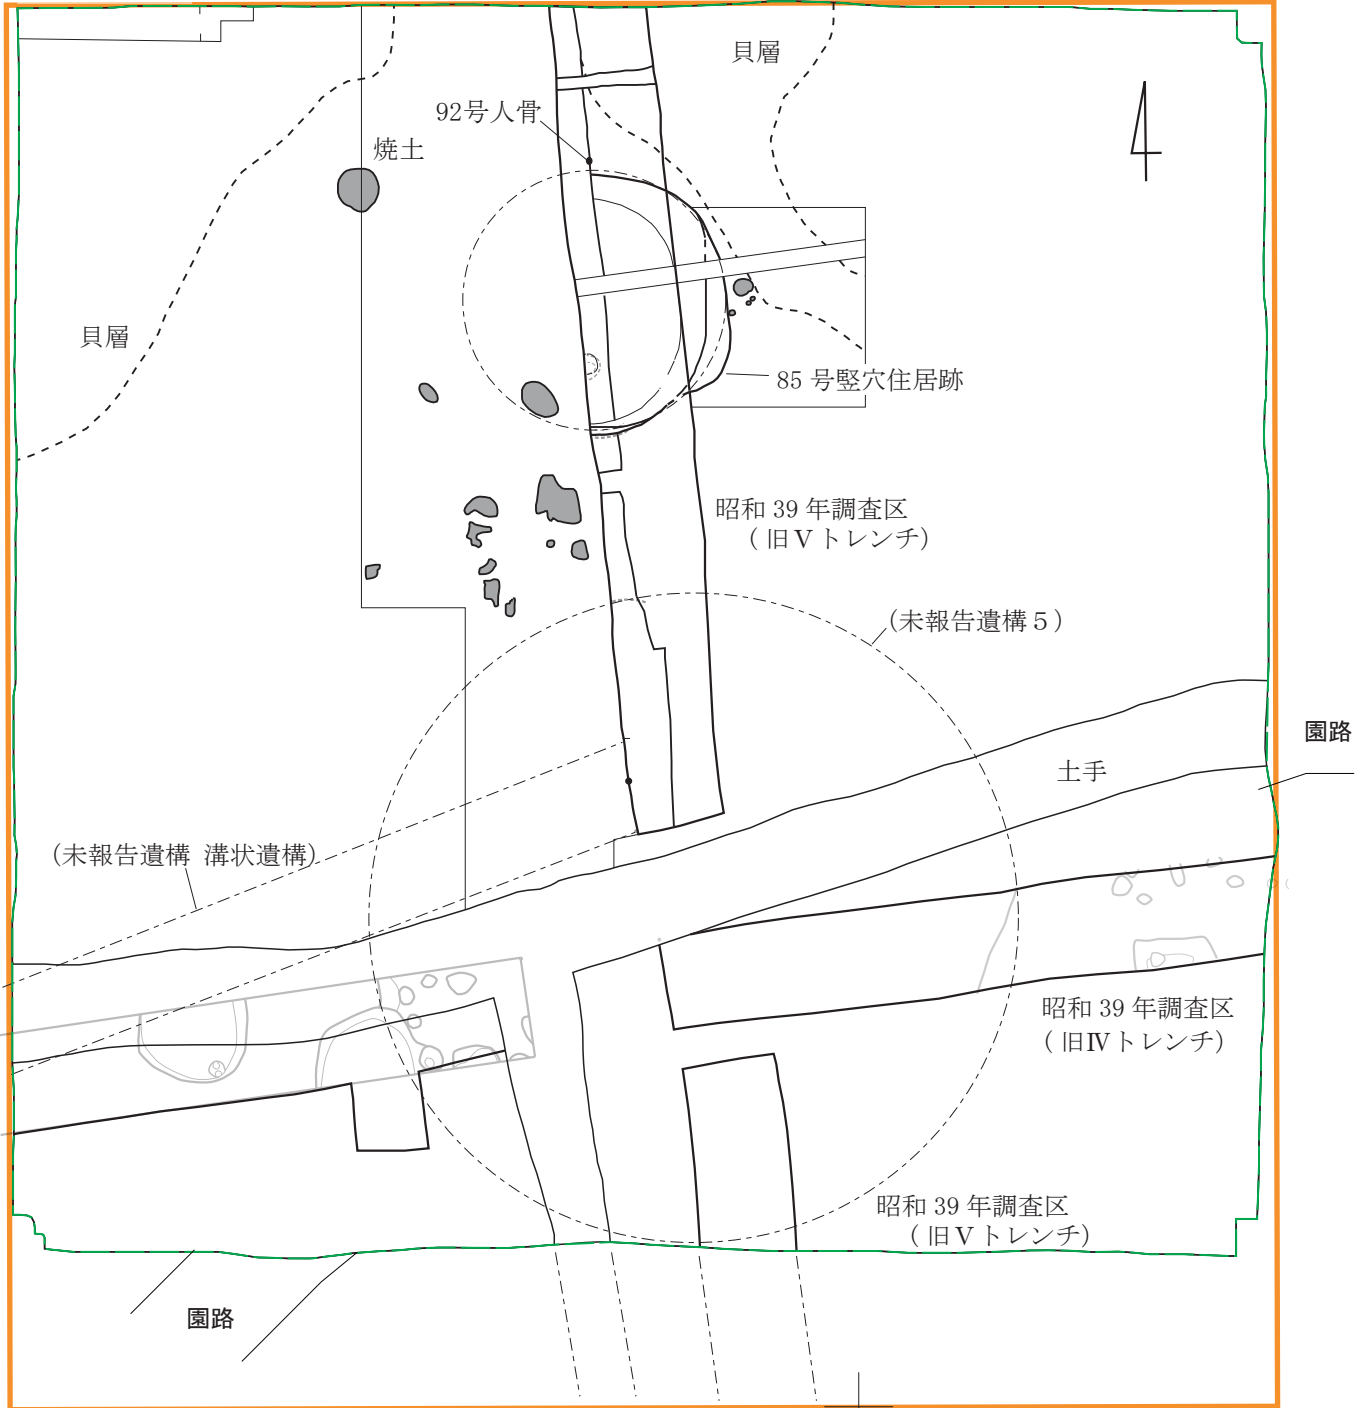 貝層
92号人骨
焼土
貝層
85 号竪穴住居跡
昭和 39 年調査区
（旧Ⅴトレンチ）
（未報告遺構５）
園路
土手
（未報告遺構 溝状遺構）
昭和 39 年調査区
（旧Ⅳトレンチ）
昭和 39 年調査区
（旧Ⅴトレンチ）
園路